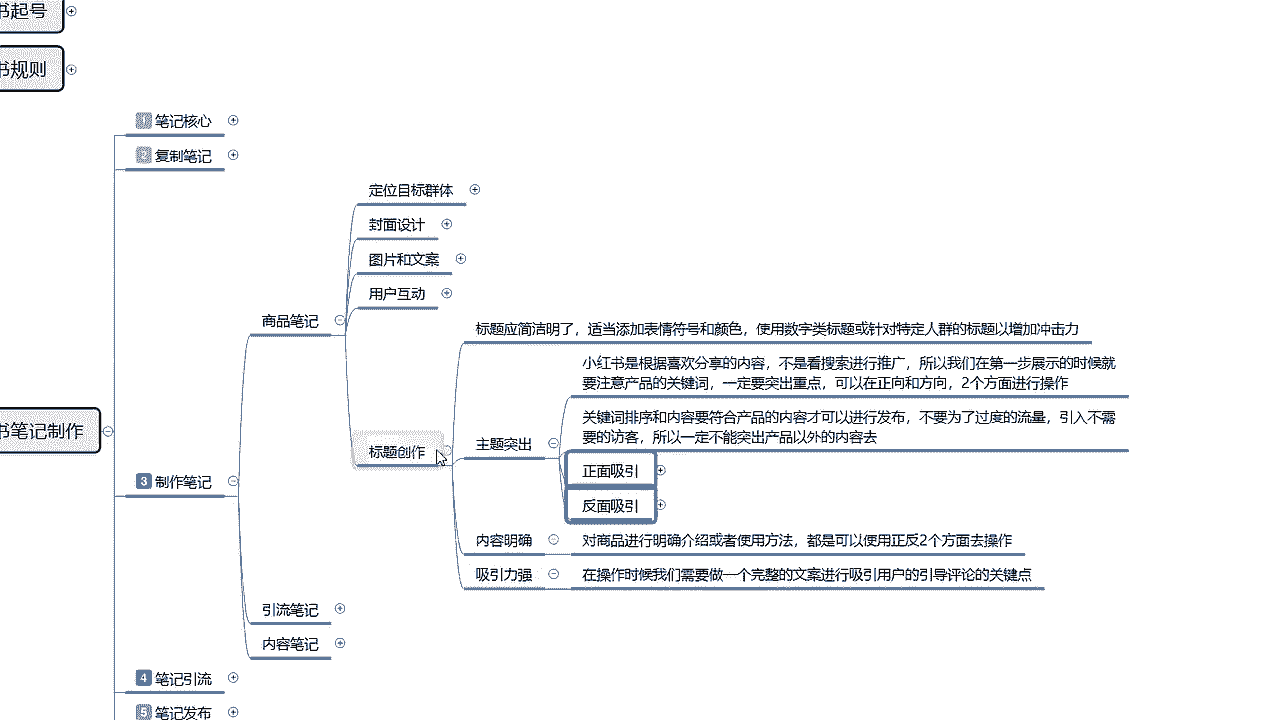 书起号
书规则
1 笔记核心
2 复制笔记
定位目标群体
封面设计
图片和文案
用户互动
商品笔记
标题应简洁明了，适当添加表情符号和颜色，使用数字类标题或针对特定人群的标题以增加冲击力
小红书是根据喜欢分享的内容，不是看搜索进行推广，所以我们在第一步展示的时候就
要注意产品的关键词，一定要突出重点，可以在正向和方向，2个方面进行操作
关键词排序和内容要符合产品的内容才可以进行发布，不要为了过度的流量，引入不需
要的访客，所以一定不能突出产品以外的内容去
书笔记制作
主题突出
标题创作
正面吸引
3 制作笔记
反面吸引
内容明确
对商品进行明确介绍或者使用方法，都是可以使用正反2个方面去操作
吸引力强
在操作时候我们需要做一个完整的文案进行吸引用户的引导评论的关键点
引流笔记
内容笔记
4 笔记引流
5 笔记发布